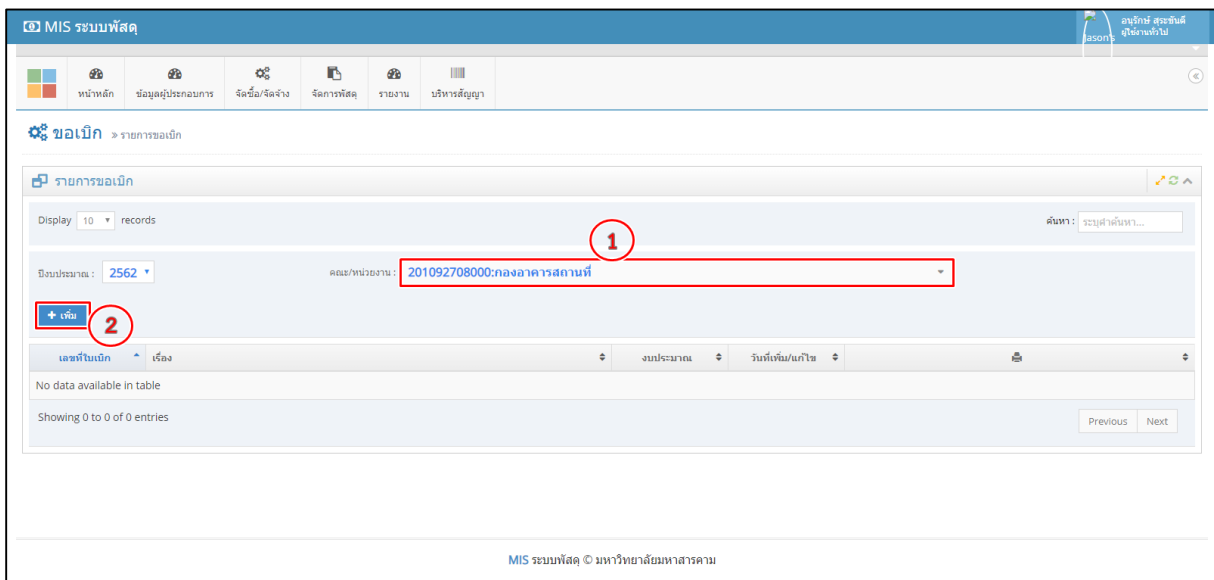 MIS ระบบพัสดุ
Jason's
อนุรักษ์ สุระขันตี
ผู้ใช้งานทั่วไป
หน้าหลัก ข้อมูลผู้ประกอบการ จัดซื้อ/จัดจ้าง จัดการพัสดุ รายงาน บริหารสัญญา
ขอเบิก » รายการขอเบิก
รายการขอเบิก
Display 10 records ค้นหา : ระบุคำค้นหา...
1
ปีงบประมาณ : 2562 คณะ/หน่วยงาน : 201092708000:กองอาคารสถานที่
+ เพิ่ม
2
เลขที่ใบเบิก เรื่อง งบประมาณ วันที่เพิ่ม/แก้ไข
No data available in table
Showing 0 to 0 of 0 entries Previous Next
MIS ระบบพัสดุ © มหาวิทยาลัยมหาสารคาม